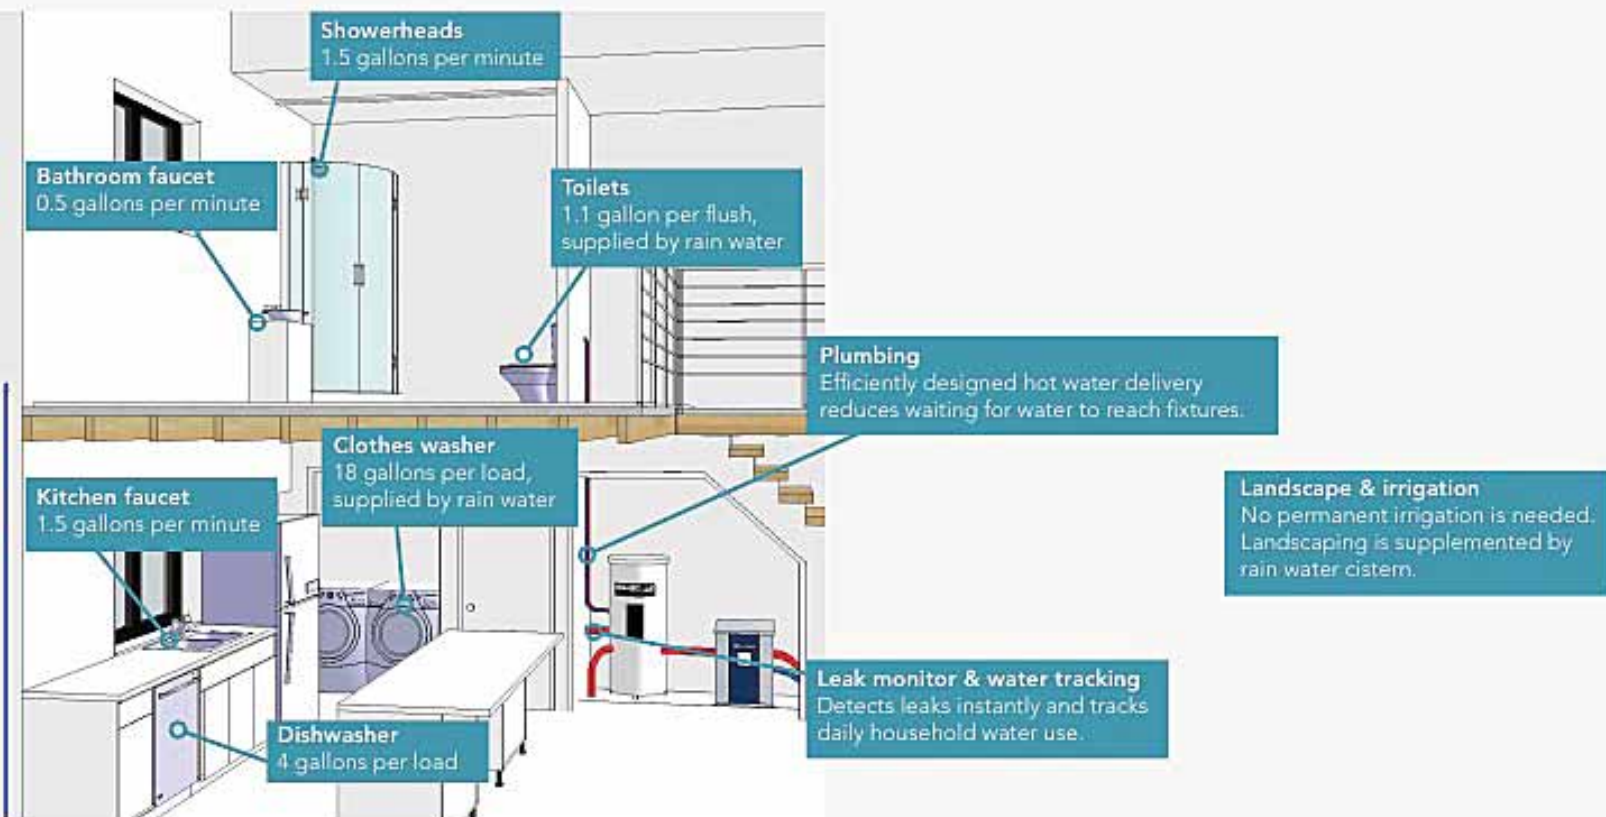 Showerheads
1.5 gallons per minute
Bathroom faucet
0.5 gallons per minute
Toilets
1.1 gallon per flush,
supplied by rain water
Plumbing
Efficiently designed hot water delivery
reduces waiting for water to reach fixtures.
Clothes washer
18 gallons per load,
supplied by rain water
Kitchen faucet
1.5 gallons per minute
Landscape & irrigation
No permanent irrigation is needed.
Landscaping is supplemented by
rain water cistern.
Leak monitor & water tracking
Detects leaks instantly and tracks
daily household water use.
Dishwasher
4 gallons per load